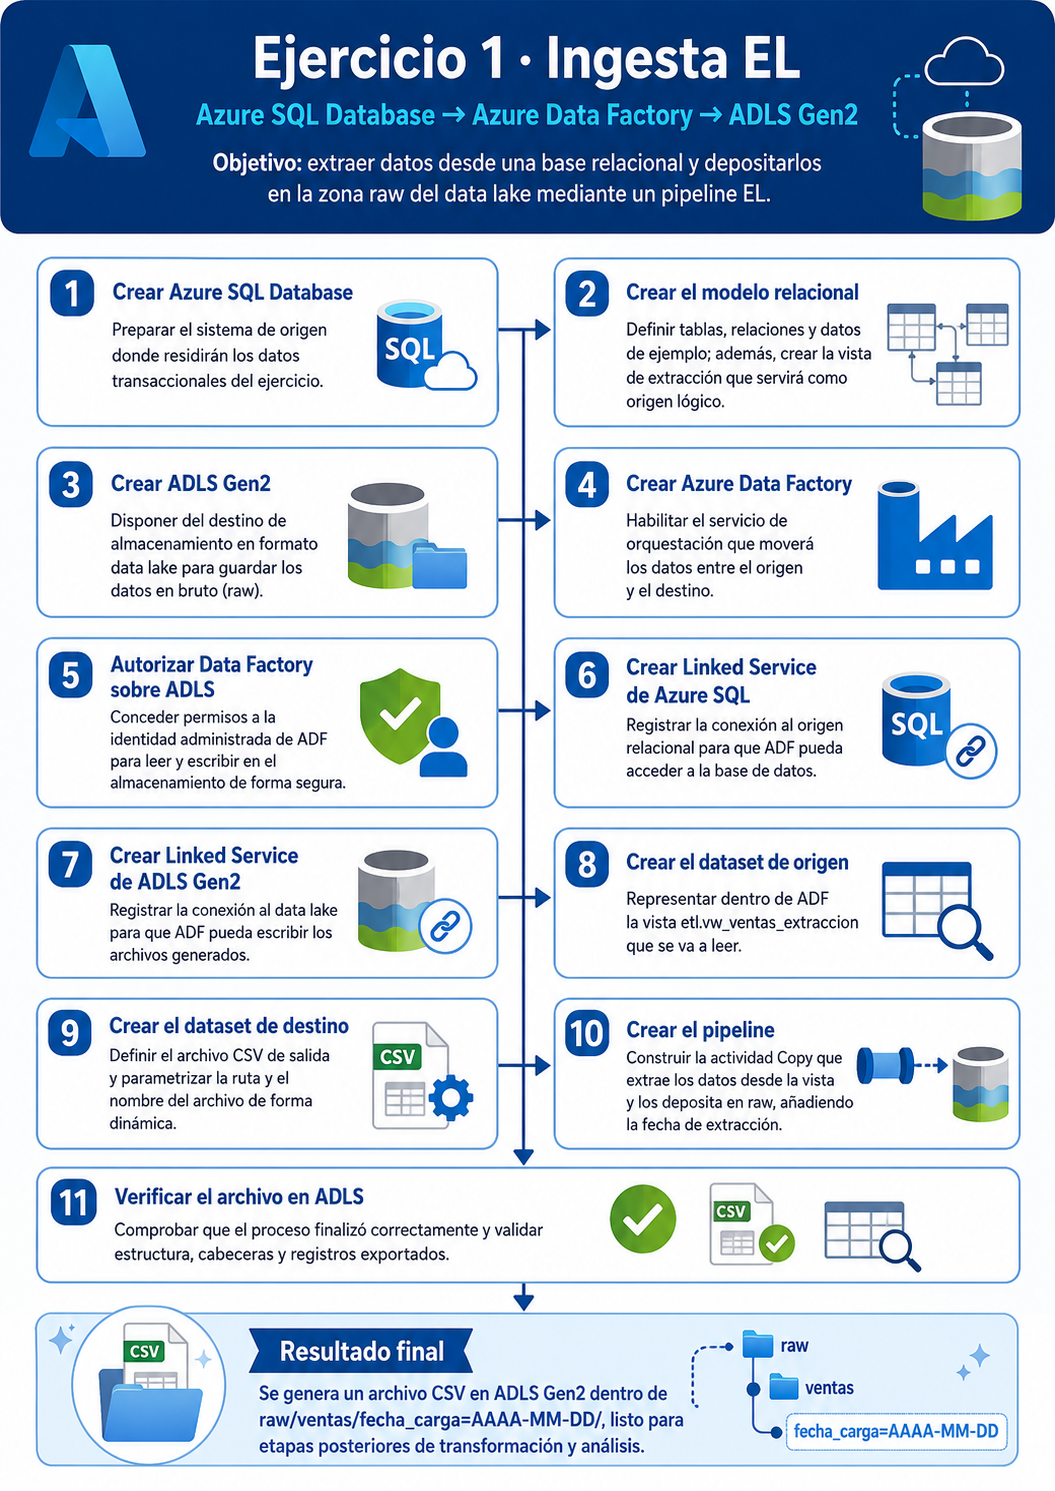 Ejercicio 1 · Ingesta EL
Azure SQL Database → Azure Data Factory → ADLS Gen2
Objetivo: extraer datos desde una base relacional y depositarlos
en la zona raw del data lake mediante un pipeline EL.
1
Crear Azure SQL Database
Preparar el sistema de origen
donde residirán los datos
transaccionales del ejercicio.
SQL
2
Crear el modelo relacional
Definir tablas, relaciones y datos
de ejemplo; además, crear la vista
de extracción que servirá como
origen lógico.
3
Crear ADLS Gen2
Disponer del destino de
almacenamiento en formato
data lake para guardar los
datos en bruto (raw).
4
Crear Azure Data Factory
Habilitar el servicio de
orquestación que moverá
los datos entre el origen
y el destino.
5
Autorizar Data Factory
sobre ADLS
Conceder permisos a la
identidad administrada de ADF
para leer y escribir en el
almacenamiento de forma segura.
6
Crear Linked Service
de Azure SQL
Registrar la conexión al origen
relacional para que ADF pueda
acceder a la base de datos.
SQL
7
Crear Linked Service
de ADLS Gen2
Registrar la conexión al data lake
para que ADF pueda escribir los
archivos generados.
8
Crear el dataset de origen
Representar dentro de ADF
la vista etl.vw_ventas_extraccion
que se va a leer.
9
Crear el dataset de destino
Definir el archivo CSV de salida
y parametrizar la ruta y el
nombre del archivo de forma
dinámica.
CSV
10
Crear el pipeline
Construir la actividad Copy que
extrae los datos desde la vista
y los deposita en raw, añadiendo
la fecha de extracción.
11
Verificar el archivo en ADLS
Comprobar que el proceso finalizó correctamente y validar
estructura, cabeceras y registros exportados.
CSV
CSV
Resultado final
Se genera un archivo CSV en ADLS Gen2 dentro de
raw/ventas/fecha_carga=AAAA-MM-DD/, listo para
etapas posteriores de transformación y análisis.
raw
ventas
fecha_carga=AAAA-MM-DD